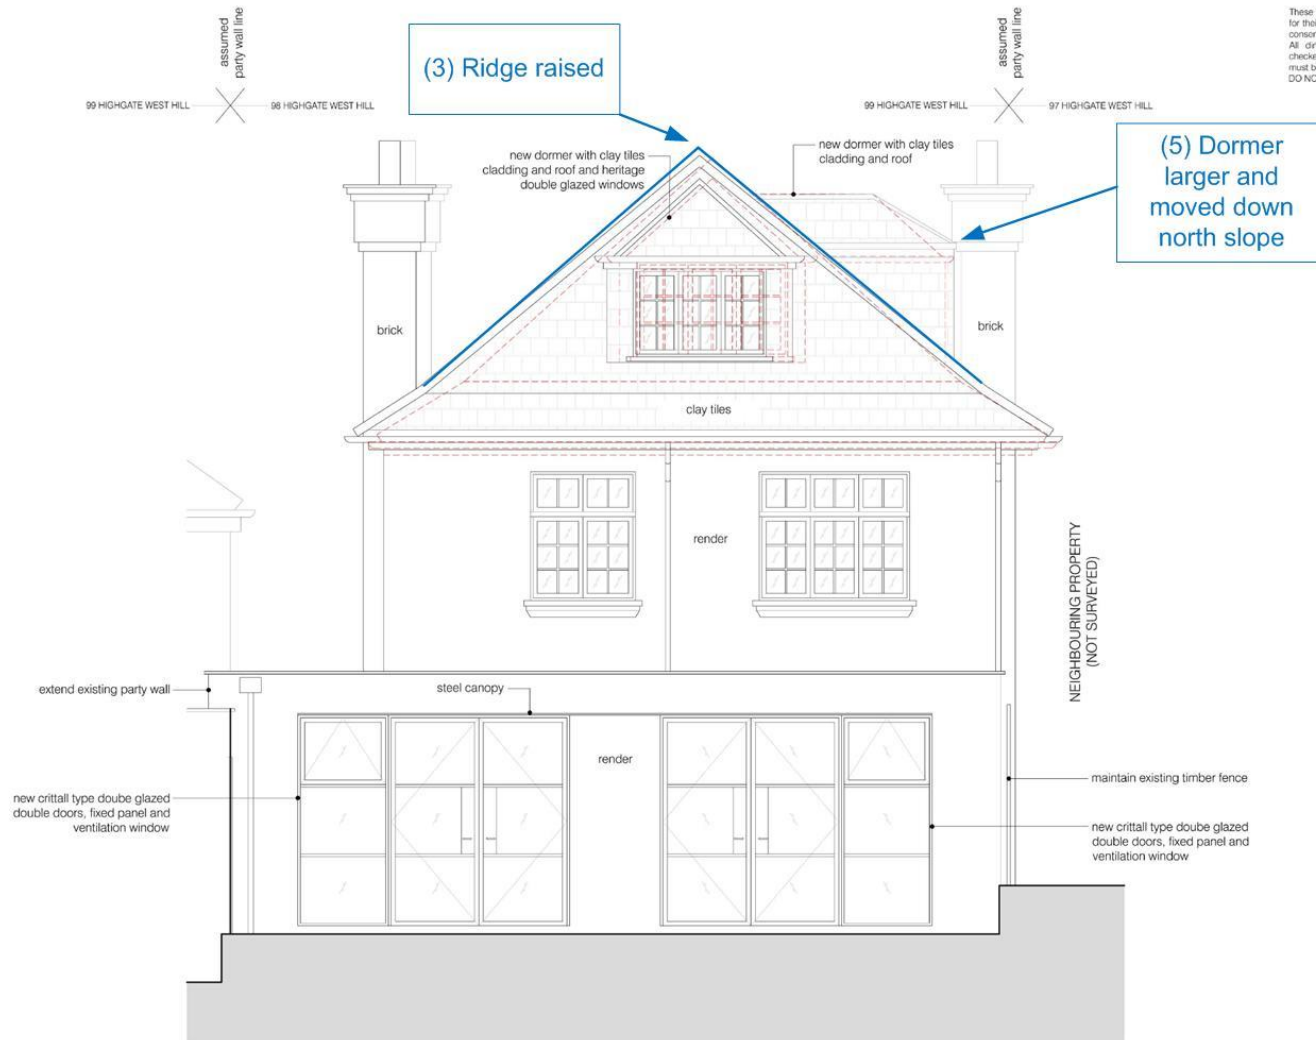 assumed
party wall line
99 HIGHGATE WEST HILL
98 HIGHGATE WEST HILL
(3) Ridge raised
assumed
party wall line
99 HIGHGATE WEST HILL
97 HIGHGATE WEST HILL
These
for their
All
must b
DO NO
new dormer with clay tiles
cladding and roof and heritage
double glazed windows
new dormer with clay tiles
cladding and roof
(5) Dormer
larger and
moved down
north slope
brick
brick
clay tiles
render
NEIGHBOURING PROPERTY
(NOT SURVEYED)
extend existing party wall
steel canopy
render
maintain existing timber fence
new crittall type doube glazed
double doors, fixed panel and
ventilation window
new crittall type doube glazed
double doors, fixed panel and
ventilation window